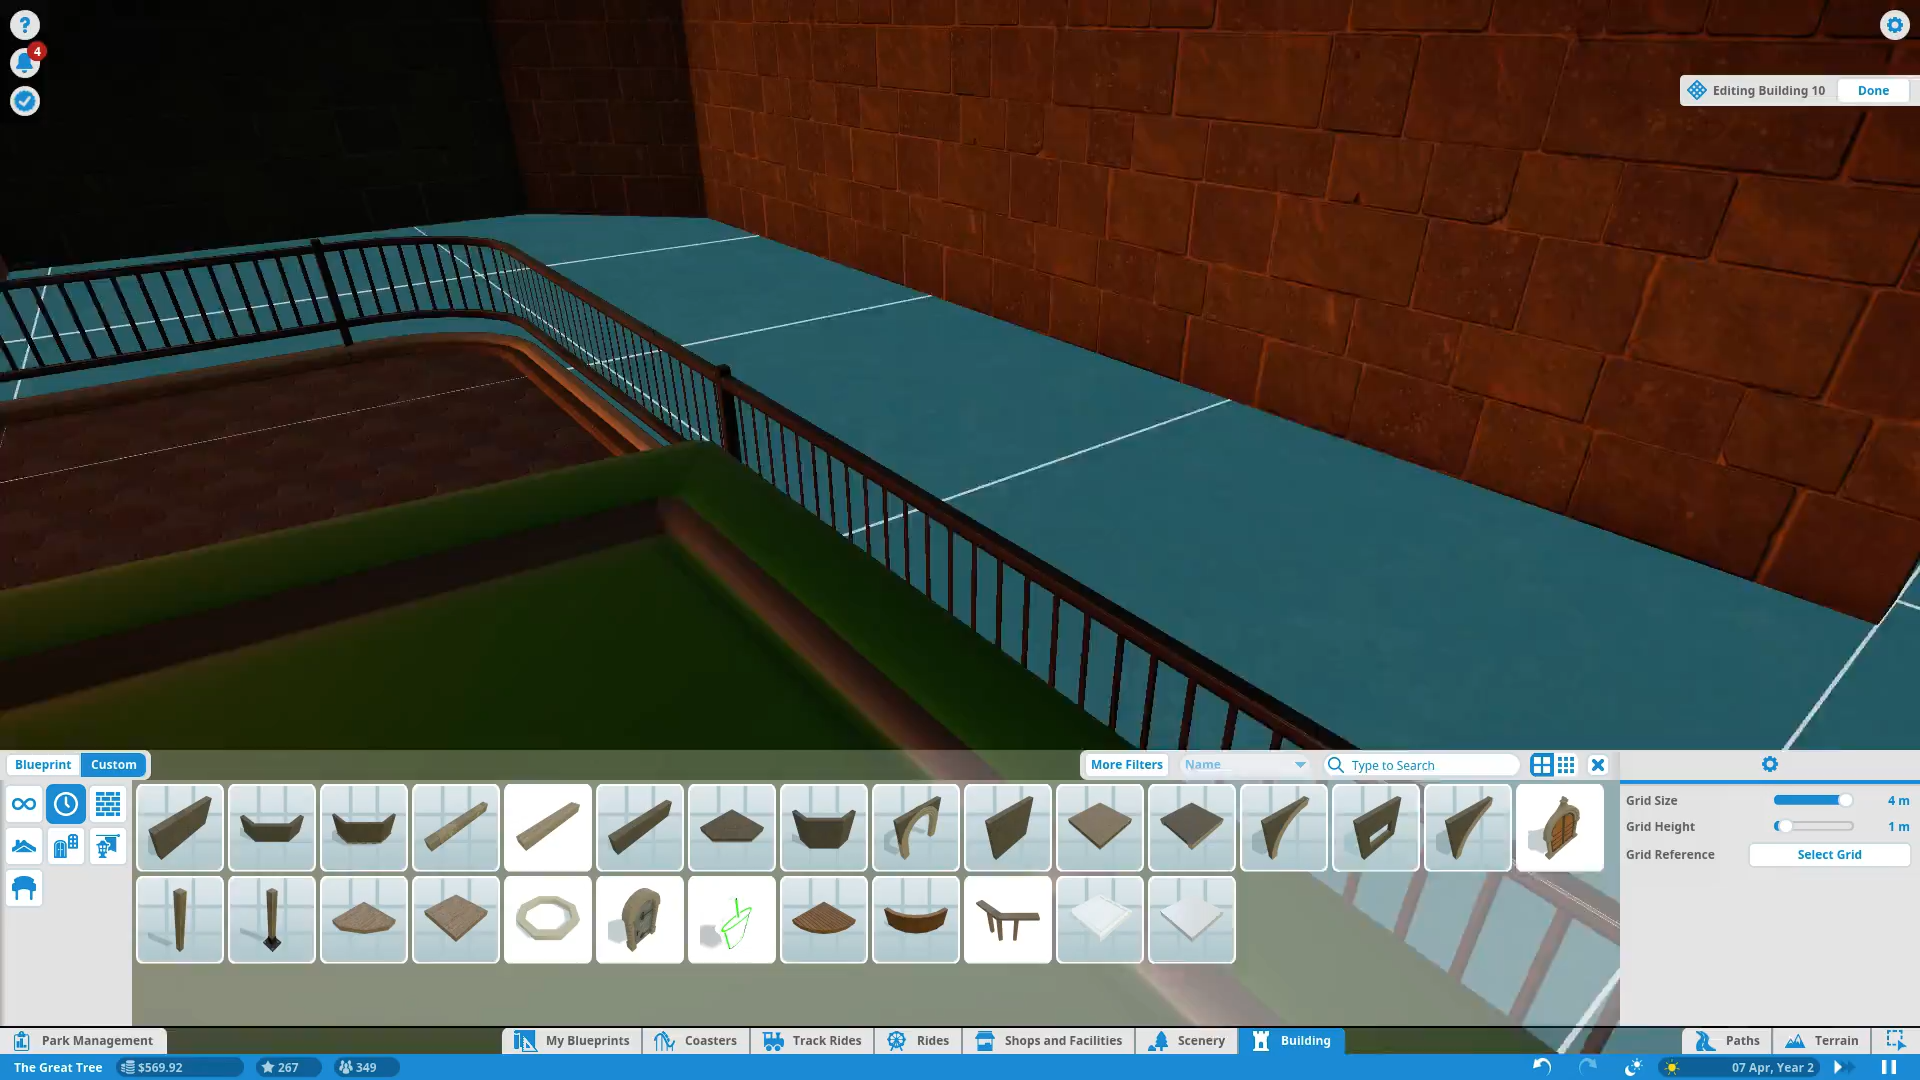 ?
4
Editing Building 10 Done
Blueprint Custom
More Filters Name Type to Search
Grid Size 4 m
Grid Height 1 m
Grid Reference Select Grid
Park Management My Blueprints Coasters Track Rides Rides Shops and Facilities Scenery Building Paths Terrain
The Great Tree $569.92 267 349 07 Apr, Year 2